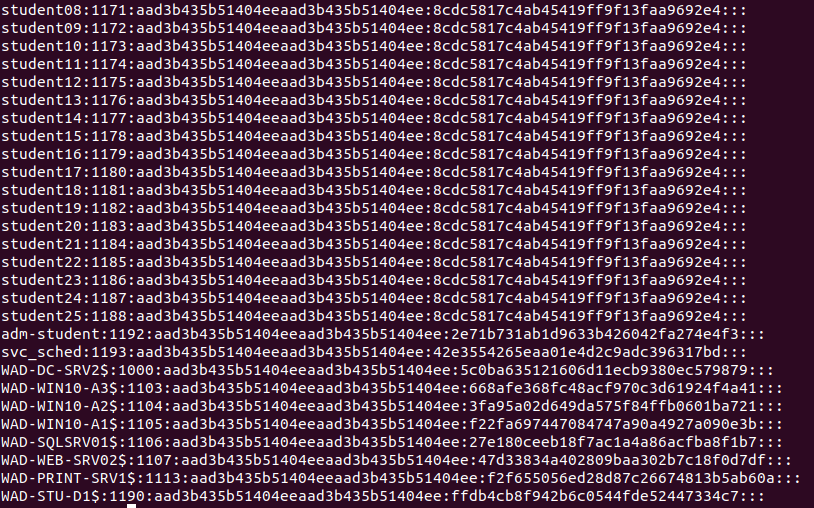 student08:1171:aad3b435b51404eeaad3b435b51404ee:8cdc5817c4ab45419ff9f13faa9692e4:::
student09:1172:aad3b435b51404eeaad3b435b51404ee:8cdc5817c4ab45419ff9f13faa9692e4:::
student10:1173:aad3b435b51404eeaad3b435b51404ee:8cdc5817c4ab45419ff9f13faa9692e4:::
student11:1174:aad3b435b51404eeaad3b435b51404ee:8cdc5817c4ab45419ff9f13faa9692e4:::
student12:1175:aad3b435b51404eeaad3b435b51404ee:8cdc5817c4ab45419ff9f13faa9692e4:::
student13:1176:aad3b435b51404eeaad3b435b51404ee:8cdc5817c4ab45419ff9f13faa9692e4:::
student14:1177:aad3b435b51404eeaad3b435b51404ee:8cdc5817c4ab45419ff9f13faa9692e4:::
student15:1178:aad3b435b51404eeaad3b435b51404ee:8cdc5817c4ab45419ff9f13faa9692e4:::
student16:1179:aad3b435b51404eeaad3b435b51404ee:8cdc5817c4ab45419ff9f13faa9692e4:::
student17:1180:aad3b435b51404eeaad3b435b51404ee:8cdc5817c4ab45419ff9f13faa9692e4:::
student18:1181:aad3b435b51404eeaad3b435b51404ee:8cdc5817c4ab45419ff9f13faa9692e4:::
student19:1182:aad3b435b51404eeaad3b435b51404ee:8cdc5817c4ab45419ff9f13faa9692e4:::
student20:1183:aad3b435b51404eeaad3b435b51404ee:8cdc5817c4ab45419ff9f13faa9692e4:::
student21:1184:aad3b435b51404eeaad3b435b51404ee:8cdc5817c4ab45419ff9f13faa9692e4:::
student22:1185:aad3b435b51404eeaad3b435b51404ee:8cdc5817c4ab45419ff9f13faa9692e4:::
student23:1186:aad3b435b51404eeaad3b435b51404ee:8cdc5817c4ab45419ff9f13faa9692e4:::
student24:1187:aad3b435b51404eeaad3b435b51404ee:8cdc5817c4ab45419ff9f13faa9692e4:::
student25:1188:aad3b435b51404eeaad3b435b51404ee:8cdc5817c4ab45419ff9f13faa9692e4:::
adm-student:1192:aad3b435b51404eeaad3b435b51404ee:2e71b731ab1d9633b426042fa274e4f3:::
svc_sched:1193:aad3b435b51404eeaad3b435b51404ee:42e3554265eaa01e4d2c9adc396317bd:::
WAD-DC-SRV2$:1000:aad3b435b51404eeaad3b435b51404ee:5c0ba635121606d11ecb9380ec579879:::
WAD-WIN10-A3$:1103:aad3b435b51404eeaad3b435b51404ee:668afe368fc48acf970c3d61924f4a41:::
WAD-WIN10-A2$:1104:aad3b435b51404eeaad3b435b51404ee:3fa95a02d649da575f84ffb0601ba721:::
WAD-WIN10-A1$:1105:aad3b435b51404eeaad3b435b51404ee:f22fa697447084747a90a4927a090e3b:::
WAD-SQLSRV01$:1106:aad3b435b51404eeaad3b435b51404ee:27e180ceeb18f7ac1a4a86acfba8f1b7:::
WAD-WEB-SRV02$:1107:aad3b435b51404eeaad3b435b51404ee:47d33834a402809baa302b7c18f0d7df:::
WAD-PRINT-SRV1$:1113:aad3b435b51404eeaad3b435b51404ee:f2f655056ed28d87c26674813b5ab60a:::
WAD-STU-D1$:1190:aad3b435b51404eeaad3b435b51404ee:ffdb4cb8f942b6c0544fde52447334c7:::